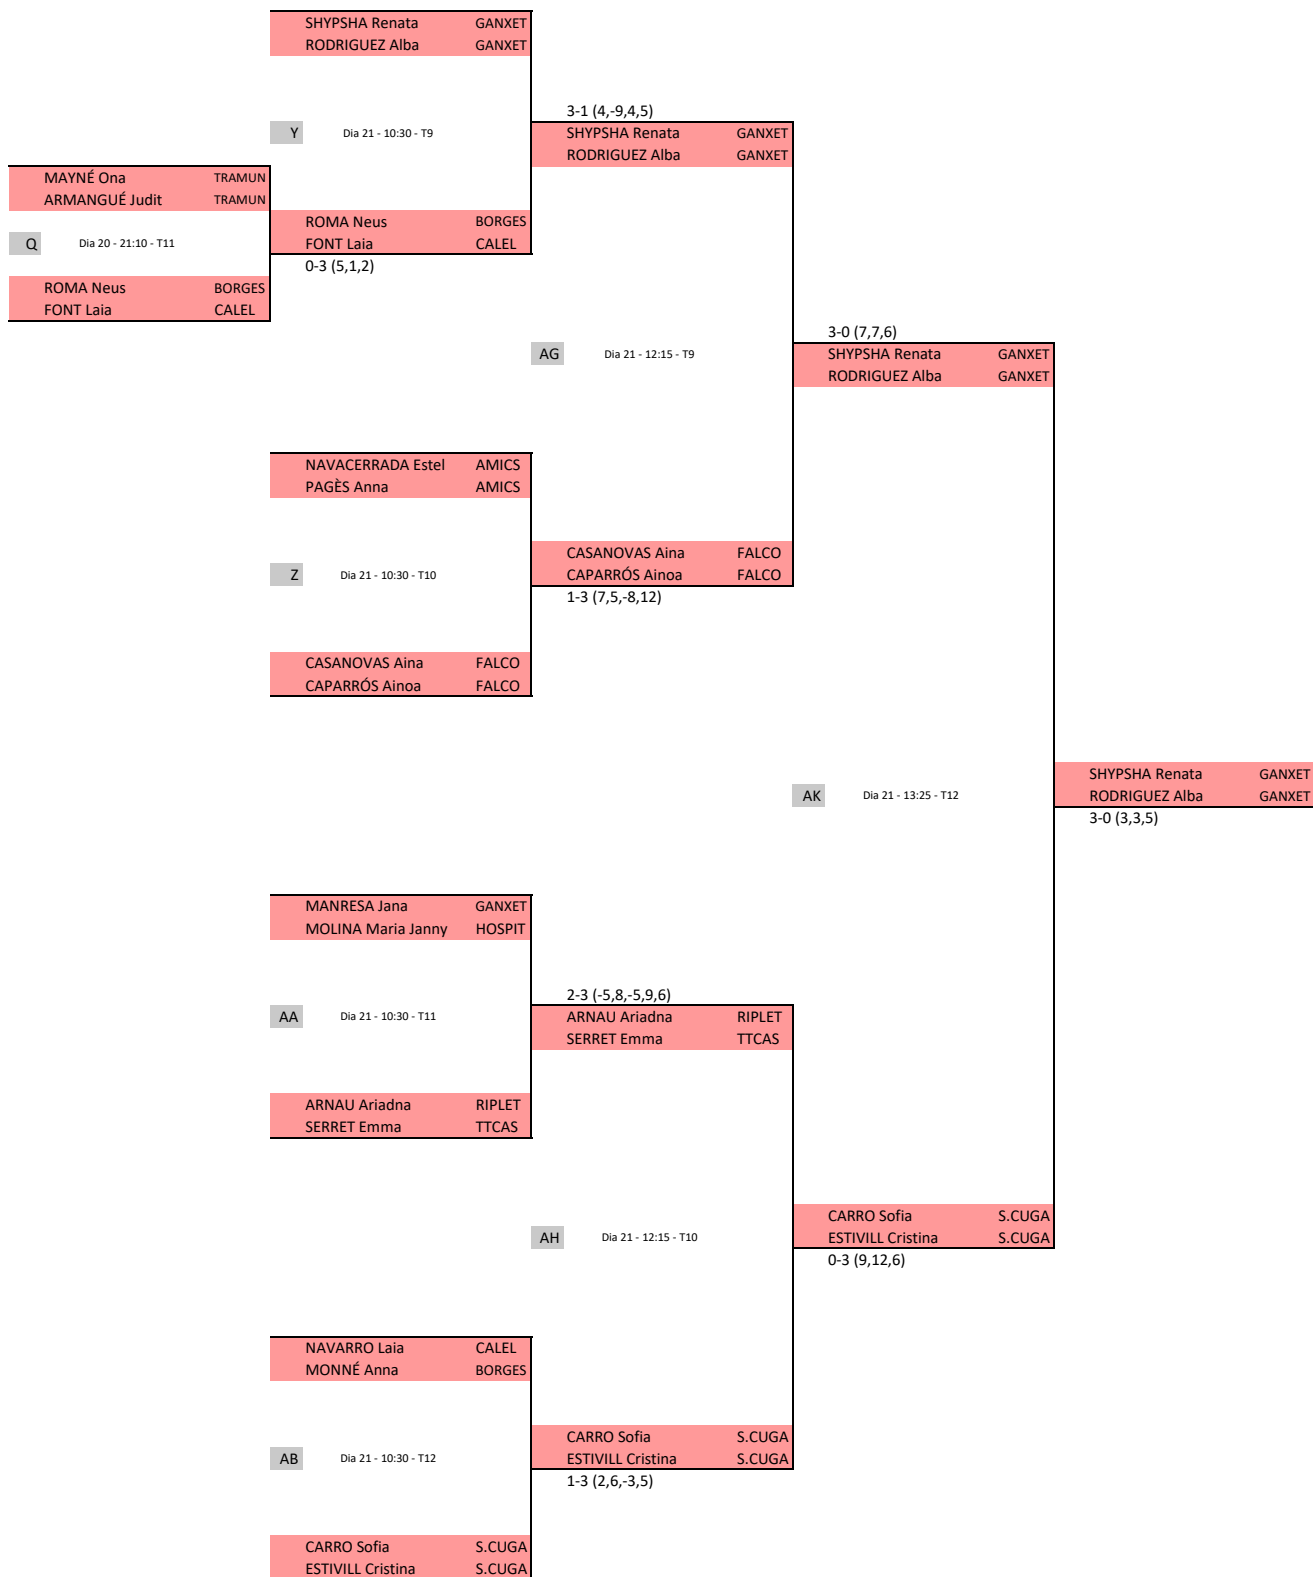 SHYPSHA Renata GANXET
RODRIGUEZ Alba GANXET
3-1 (4,-9,4,5)
Y Dia 21 - 10:30 - T9
SHYPSHA Renata GANXET
RODRIGUEZ Alba GANXET
MAYNÉ Ona TRAMUN
ARMANGUÉ Judit TRAMUN
ROMA Neus BORGES
Q Dia 20 - 21:10 - T11
FONT Laia CALEL
0-3 (5,1,2)
ROMA Neus BORGES
FONT Laia CALEL
3-0 (7,7,6)
AG Dia 21 - 12:15 - T9
SHYPSHA Renata GANXET
RODRIGUEZ Alba GANXET
NAVACERRADA Estel AMICS
PAGÈS Anna AMICS
CASANOVAS Aina FALCO
Z Dia 21 - 10:30 - T10
CAPARRÓS Ainoa FALCO
1-3 (7,5,-8,12)
CASANOVAS Aina FALCO
CAPARRÓS Ainoa FALCO
SHYPSHA Renata GANXET
AK Dia 21 - 13:25 - T12
RODRIGUEZ Alba GANXET
3-0 (3,3,5)
MANRESA Jana GANXET
MOLINA Maria Janny HOSPIT
2-3 (-5,8,-5,9,6)
AA Dia 21 - 10:30 - T11
ARNAU Ariadna RIPLET
SERRET Emma TTCAS
ARNAU Ariadna RIPLET
SERRET Emma TTCAS
CARRO Sofia S.CUGA
AH Dia 21 - 12:15 - T10
ESTIVILL Cristina S.CUGA
0-3 (9,12,6)
NAVARRO Laia CALEL
MONNÉ Anna BORGES
CARRO Sofia S.CUGA
AB Dia 21 - 10:30 - T12
ESTIVILL Cristina S.CUGA
1-3 (2,6,-3,5)
CARRO Sofia S.CUGA
ESTIVILL Cristina S.CUGA